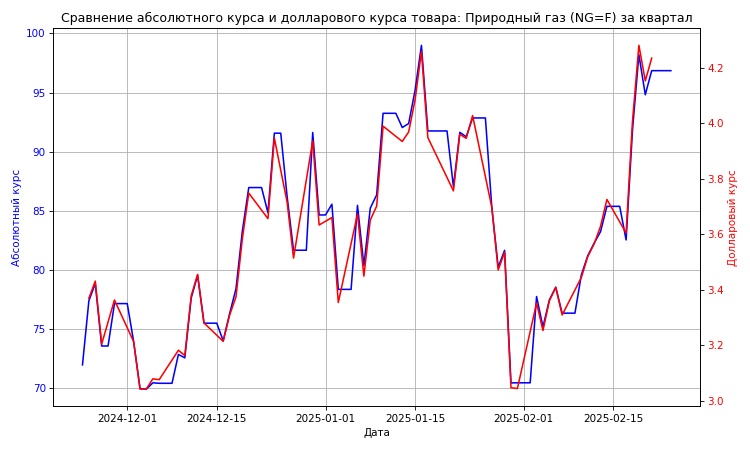 Сравнение абсолютного курса и долларового курса товара: Природный газ (NG=F) за квартал
100
95
90
85
80
75
70
Абсолютный курс
4.2
4.0
3.8
3.6
3.4
3.2
3.0
Долларовый курс
2024-12-01 2024-12-15 2025-01-01 2025-01-15 2025-02-01 2025-02-15
Дата